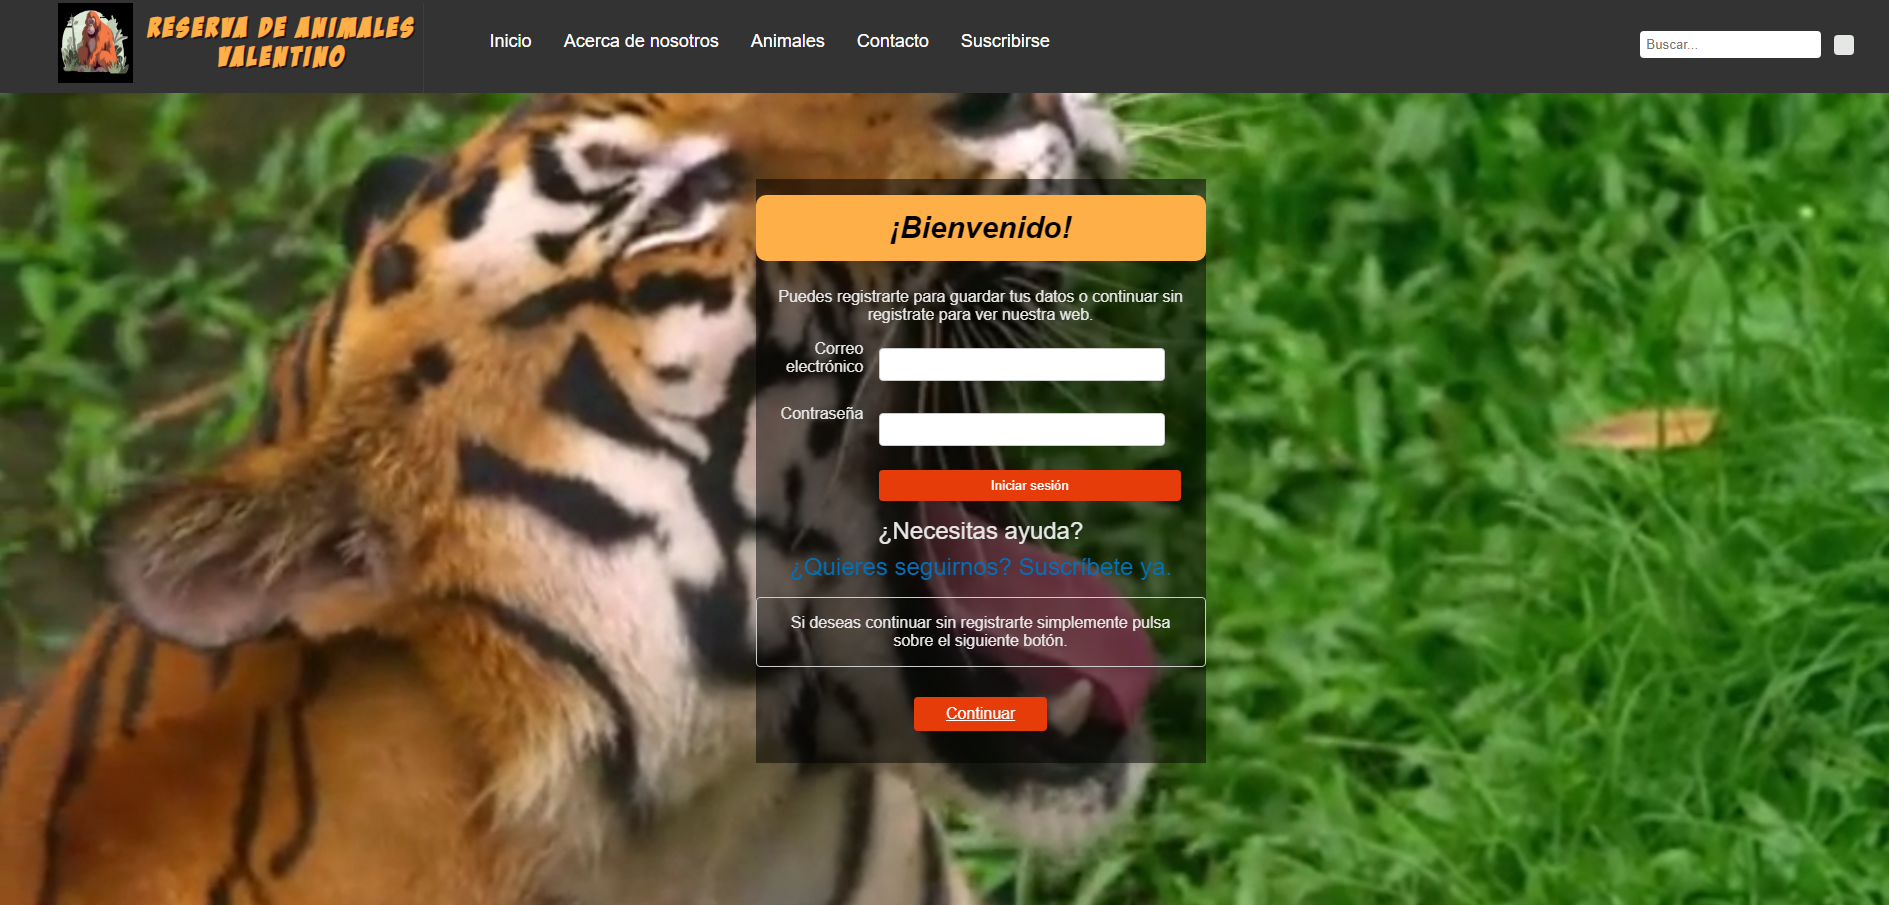 RESERVA DE ANIMALES
VALENTINO
Inicio
Acerca de nosotros
Animales
Contacto
Suscribirse
Buscar...
¡Bienvenido!
Puedes registrarte para guardar tus datos o continuar sin
registrate para ver nuestra web.
Correo
electrónico
Contraseña
Iniciar sesión
¿Necesitas ayuda?
¿Quieres seguirnos? Suscríbete ya.
Si deseas continuar sin registrarte simplemente pulsa
sobre el siguiente botón.
Continuar